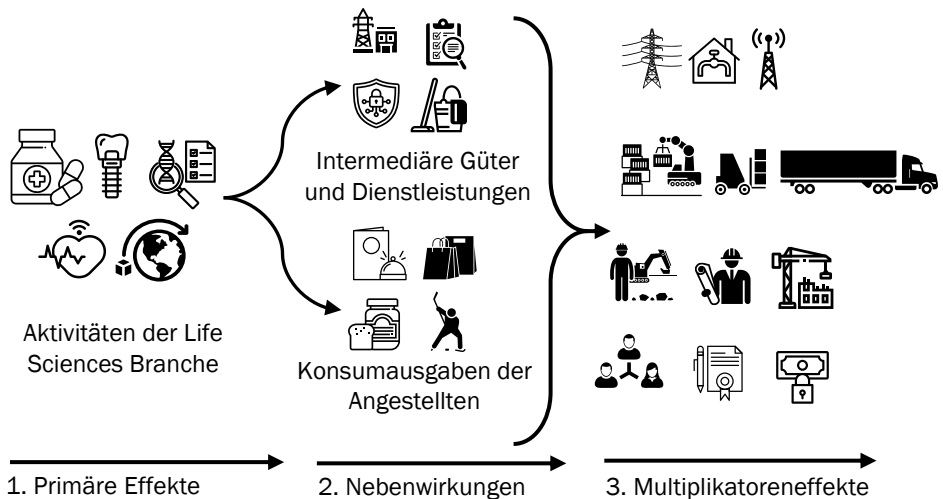 Intermediäre Güter
und Dienstleistungen
Aktivitäten der Life
Sciences Branche
Konsumausgaben der
Angestellten
1. Primäre Effekte
2. Nebenwirkungen
3. Multiplikatoreneffekte